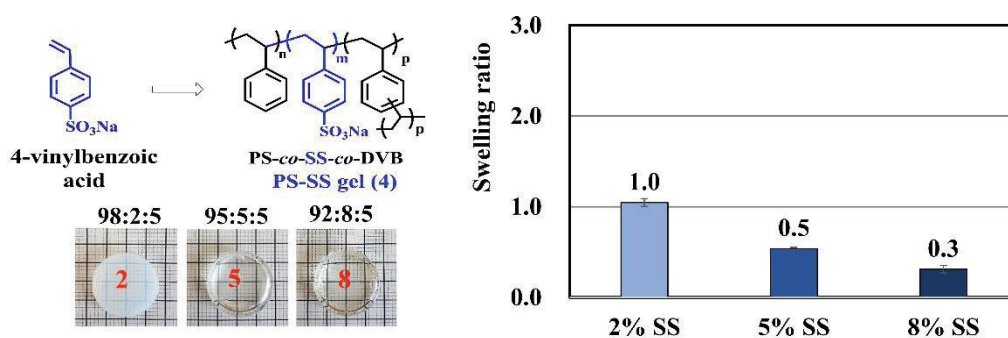 SO₃Na
4-vinylbenzoic
acid
n
m
p
SO₃Na
p
PS-co-SS-co-DVB
PS-SS gel (4)
98:2:5
95:5:5
92:8:5
2
5
8
Swelling ratio
3.0
2.0
1.0
0.0
1.0
0.5
0.3
2% SS
5% SS
8% SS